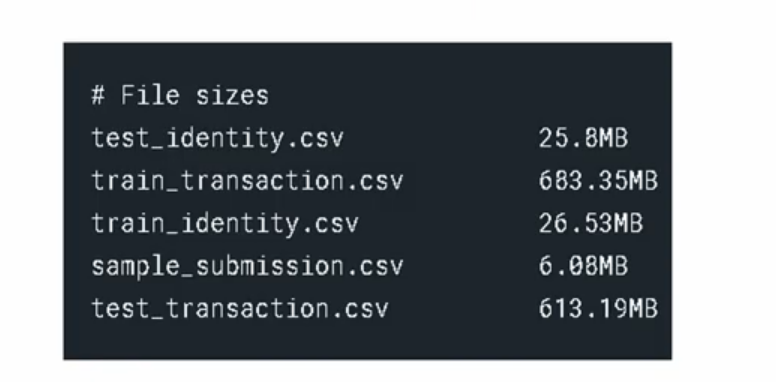 # File sizes
test_identity.csv 25.8MB
train_transaction.csv 683.35MB
train_identity.csv 26.53MB
sample_submission.csv 6.08MB
test_transaction.csv 613.19MB